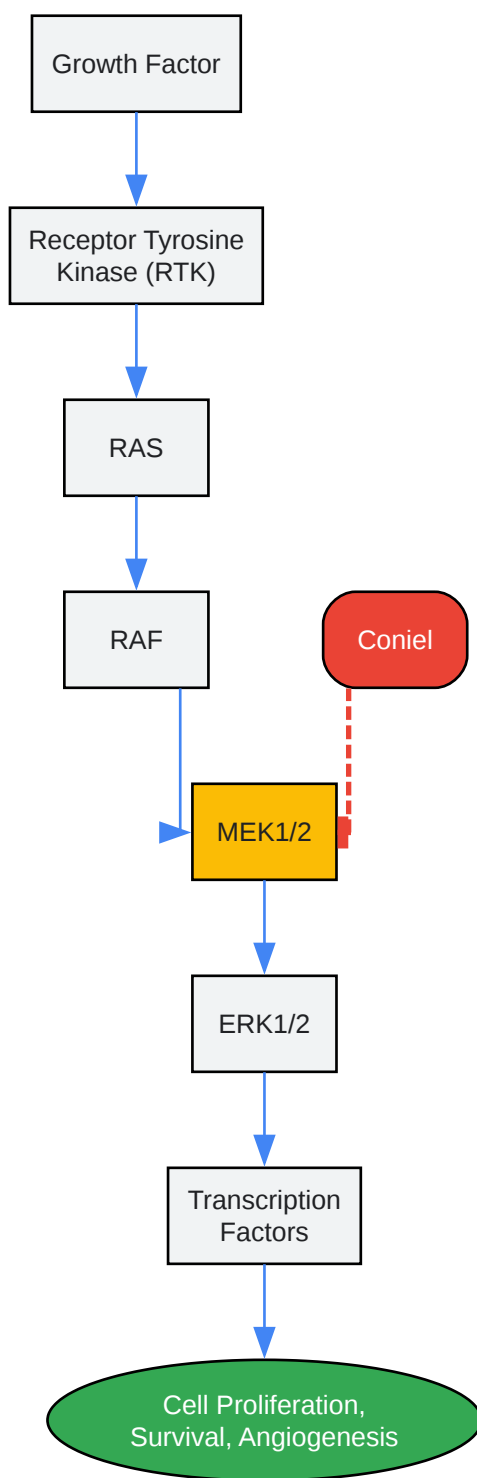 Growth Factor
Receptor Tyrosine
Kinase (RTK)
RAS
RAF
Coniel
MEK1/2
ERK1/2
Transcription
Factors
Cell Proliferation,
Survival, Angiogenesis